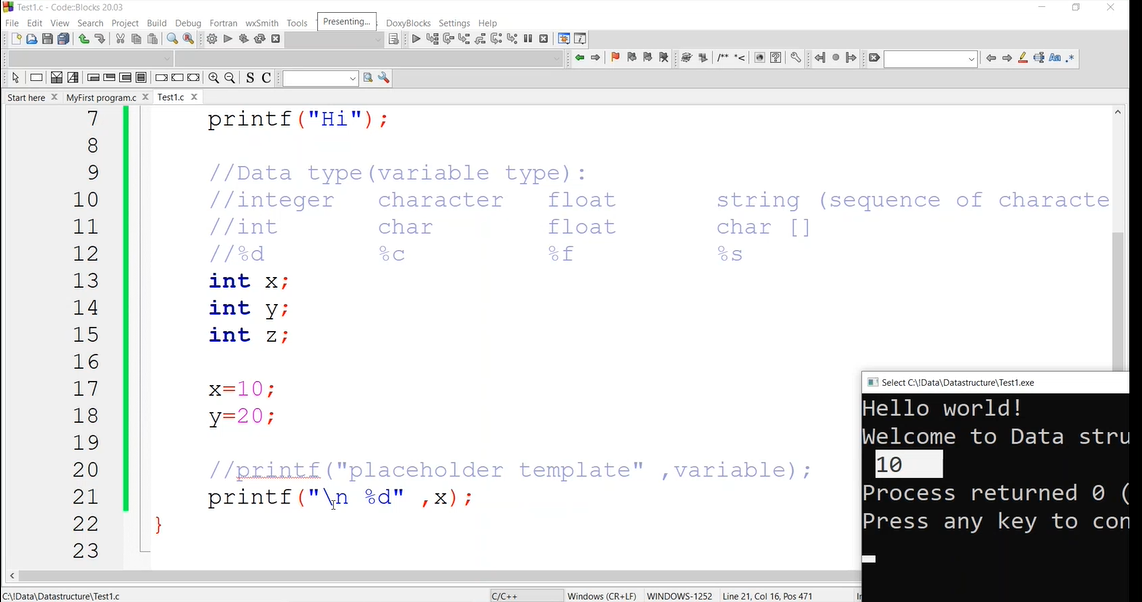 Test1.c - Code::Blocks 20.03
File Edit View Search Project Build Debug Fortran wxSmith Tools Presenting... DoxyBlocks Settings Help
S C
/** *< Aa .*
Start here MyFirst program.c Test1.c
7 printf("Hi");
8
9 //Data type(variable type):
10 //integer character float string (sequence of characte
11 //int char float char []
12 //%d %c %f %s
13 int x;
14 int y;
15 int z;
16
17 x=10;
18 y=20;
19
20 //printf("placeholder template" ,variable);
21 printf("\n %d" ,x);
22 }
23
Select C:\!Data\Datastructure\Test1.exe
Hello world!
Welcome to Data stru
10
Process returned 0 (
Press any key to con
C:\!Data\Datastructure\Test1.c C/C++ Windows (CR+LF) WINDOWS-1252 Line 21, Col 16, Pos 471